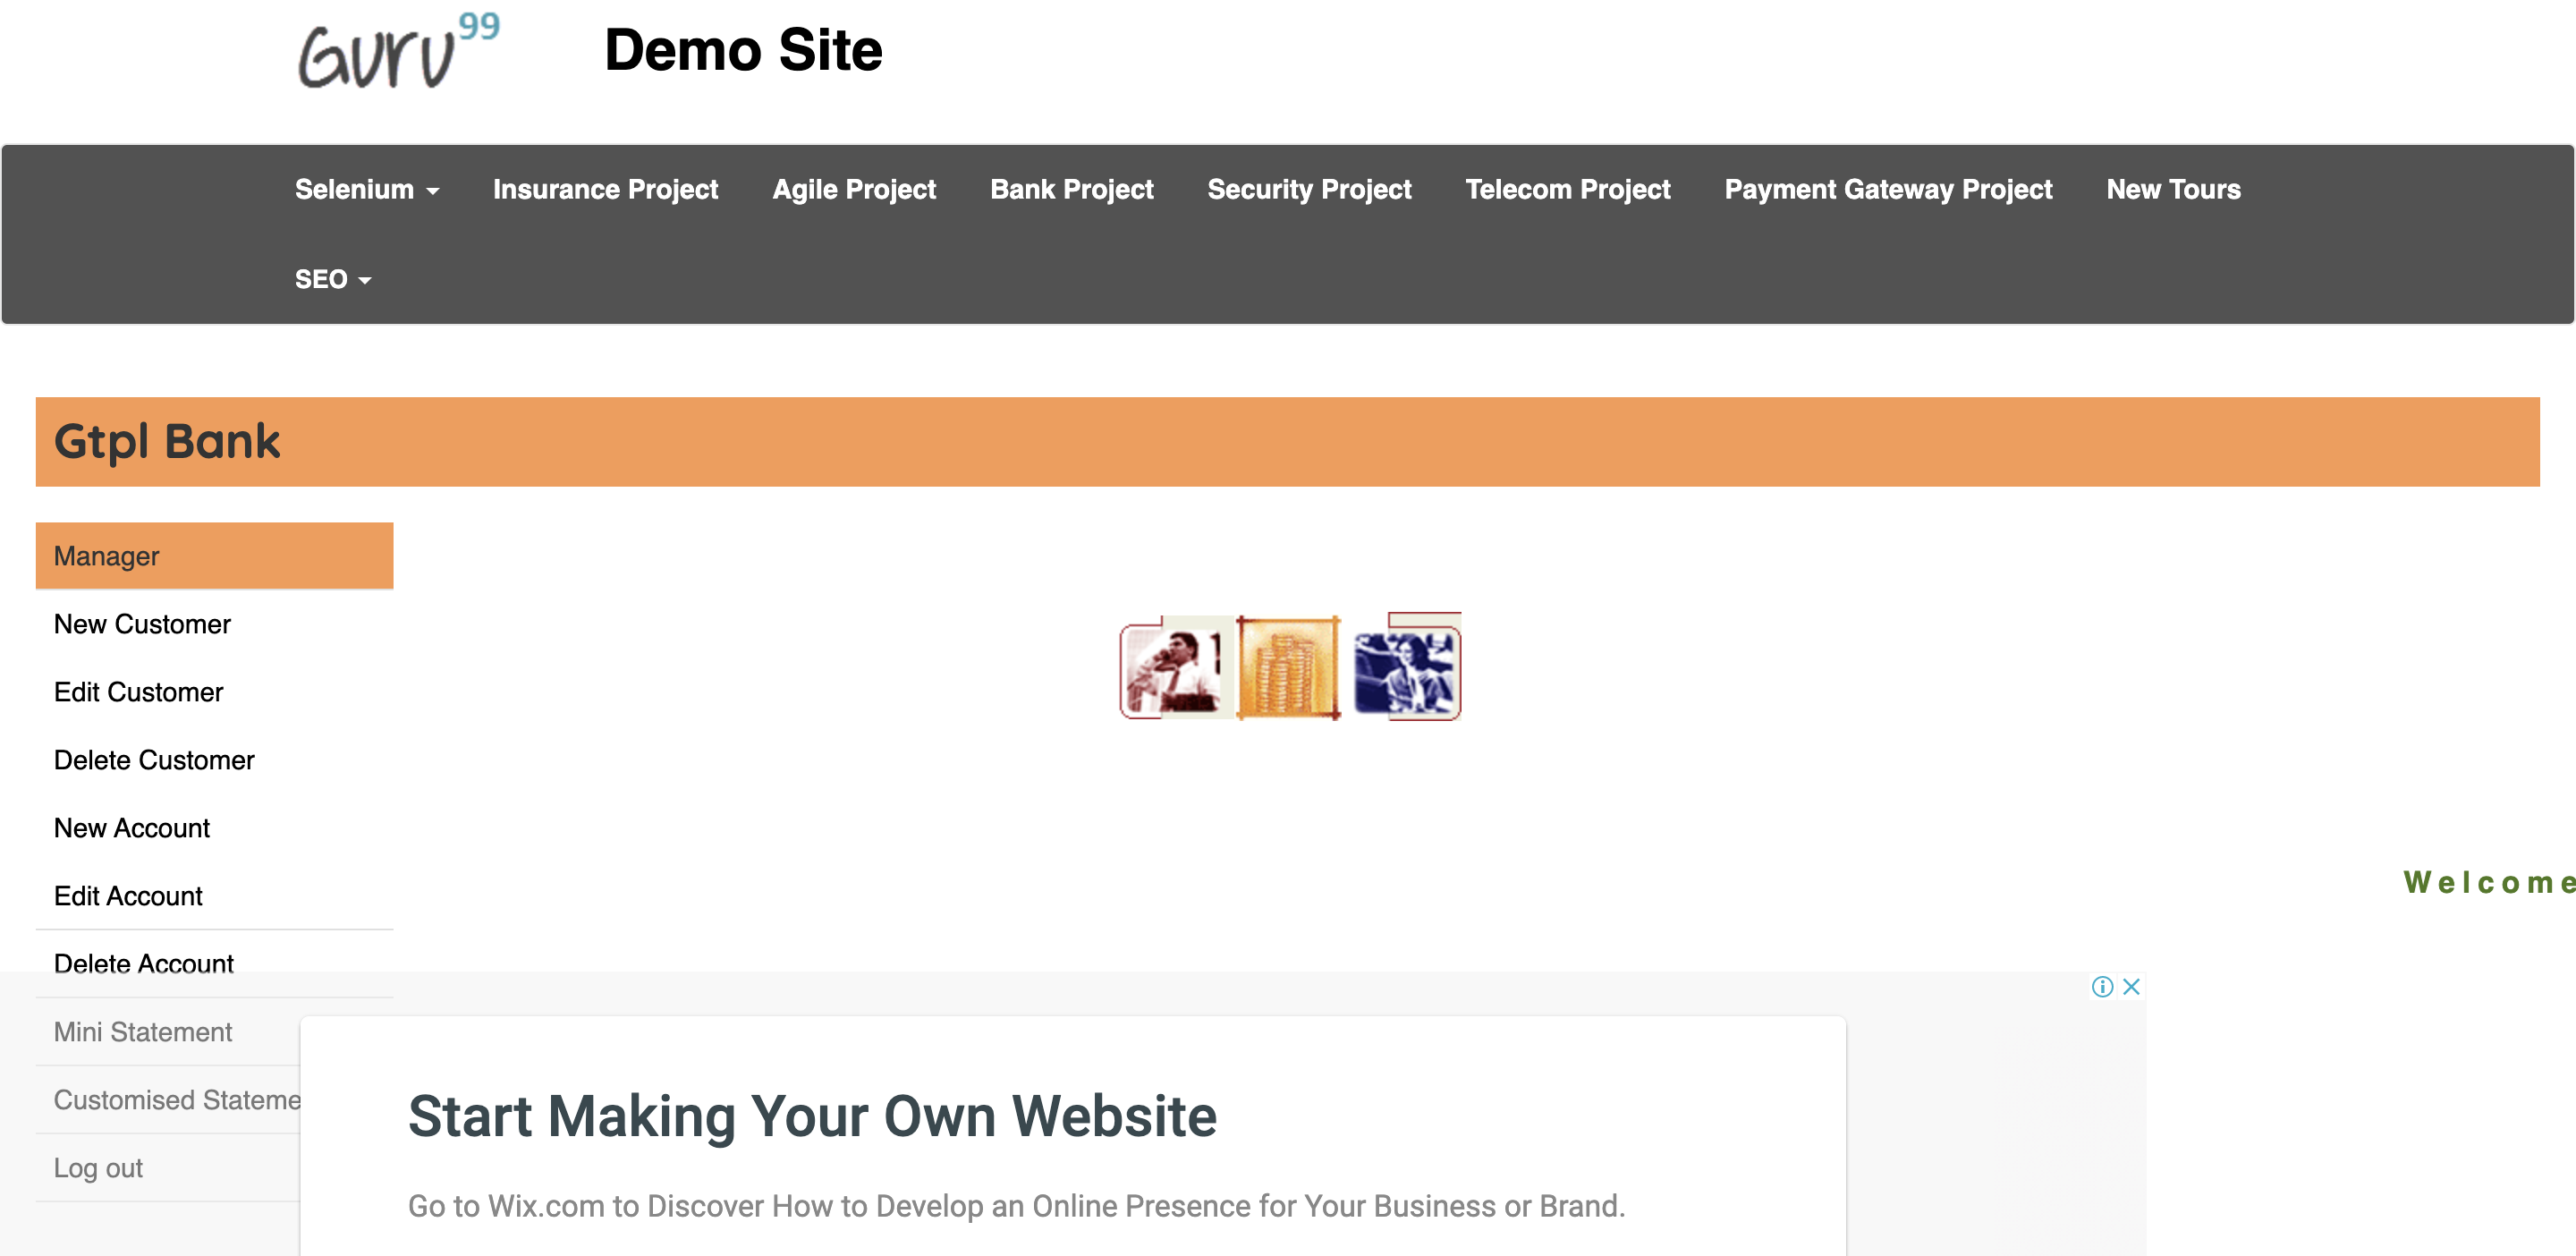 Guru99 Demo Site
Selenium Insurance Project Agile Project Bank Project Security Project Telecom Project Payment Gateway Project New Tours
SEO
Gtpl Bank
Manager
New Customer
Edit Customer
Delete Customer
New Account
Edit Account
Welcome
Delete Account
Mini Statement
Customised Stateme
Log out
Start Making Your Own Website
Go to Wix.com to Discover How to Develop an Online Presence for Your Business or Brand.